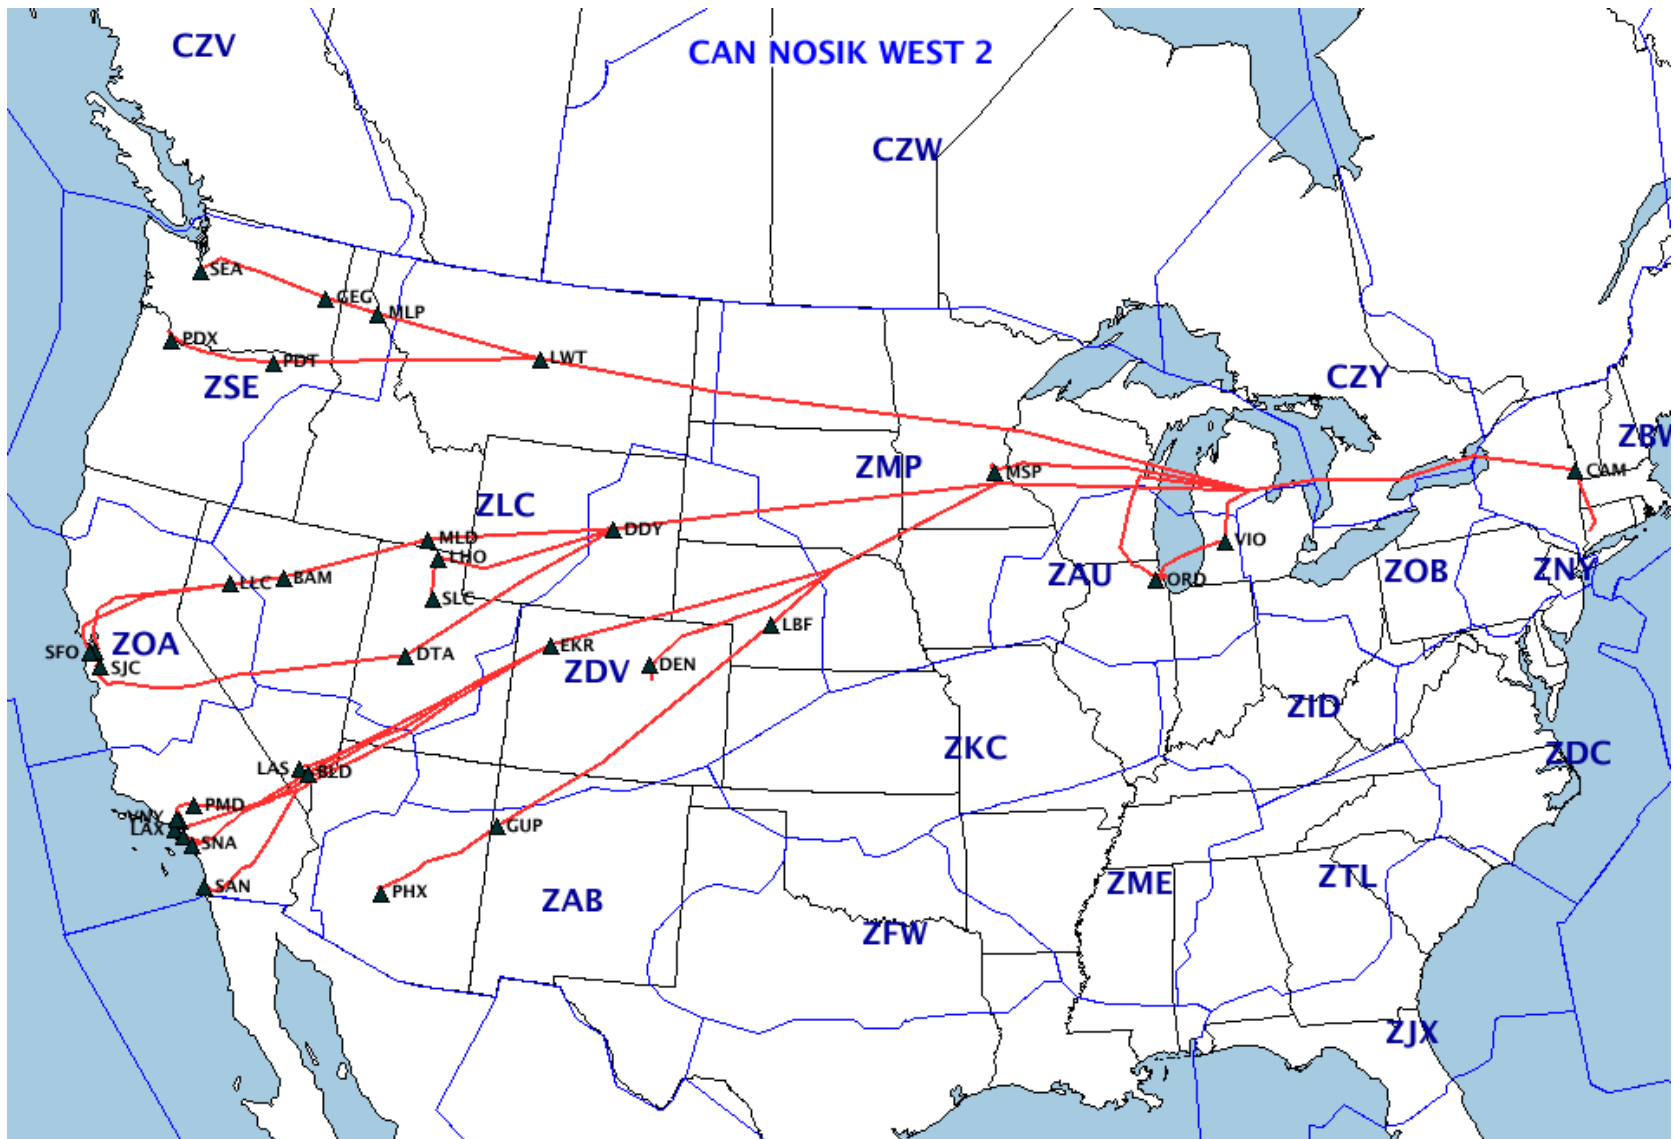 CZV
CAN NOSIK WEST 2
CZW
SEA
GEG
MLP
PDX
PDT
LWT
ZSE
CZY
ZBW
ZMP
MSP
CAM
ZLC
DDY
MLD
LHO
VIO
LLC
BAM
SLC
ZAU
ORD
ZOB
ZNY
LBF
SFO
ZOA
SJC
DTA
EKR
ZDV
DEN
ZID
ZKC
ZDC
LAS
BLD
PMD
VNY
LAX
SNA
GUP
SAN
PHX
ZAB
ZME
ZTL
ZFW
ZJX